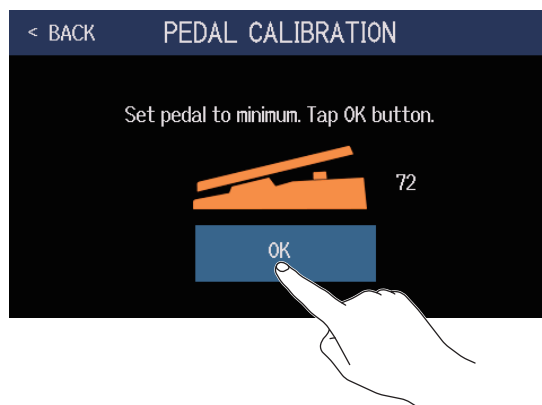 < BACK
PEDAL CALIBRATION
Set pedal to minimum. Tap OK button.
72
OK